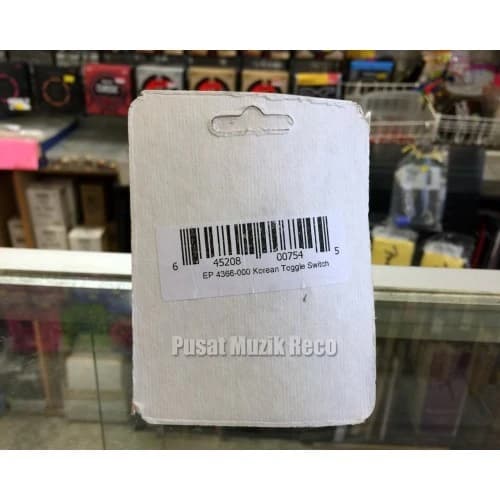 6 45208 00754 5
EP 4366-000 Korean Toggle Switch
Pusat Muzik Reco